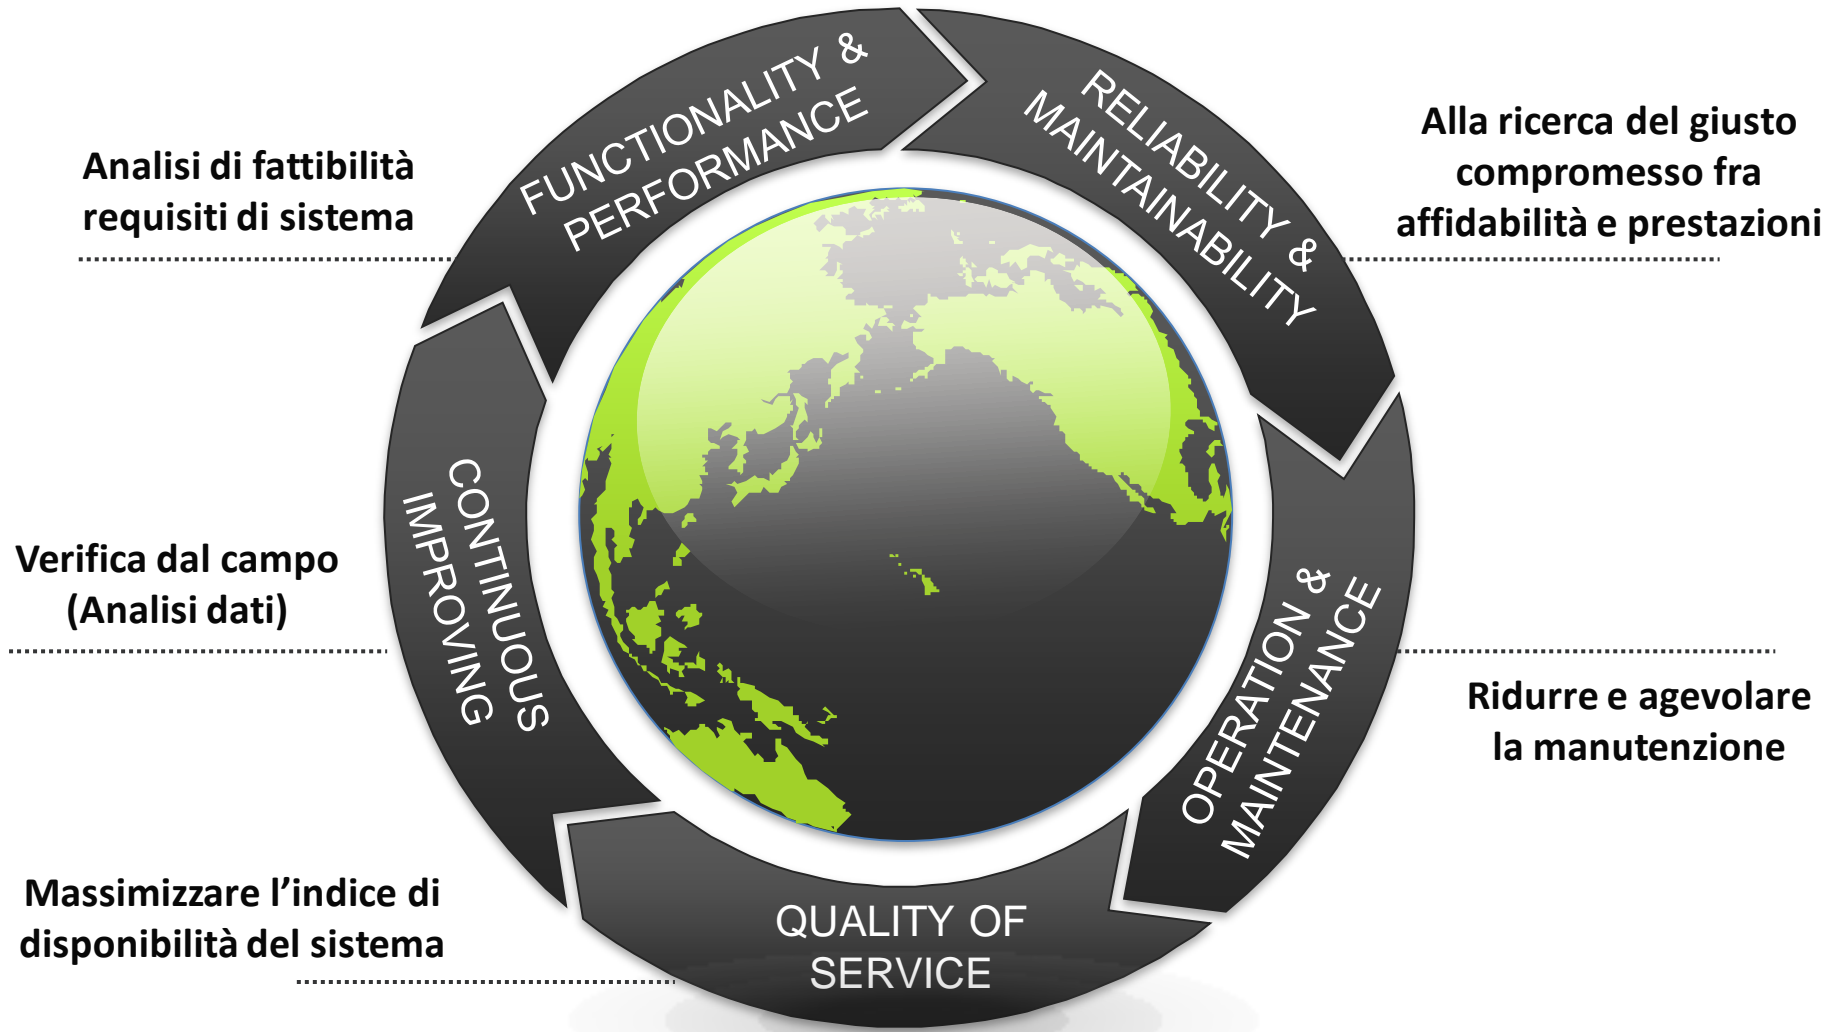 FUNCTIONALITY &
PERFORMANCE
RELIABILITY &
MAINTAINABILITY
Analisi di fattibilità
requisiti di sistema
Alla ricerca del giusto
compromesso fra
affidabilità e prestazioni
CONTINUOUS
IMPROVING
Verifica dal campo
(Analisi dati)
OPERATION &
MAINTENANCE
Ridurre e agevolare
la manutenzione
Massimizzare l’indice di
disponibilità del sistema
QUALITY OF
SERVICE